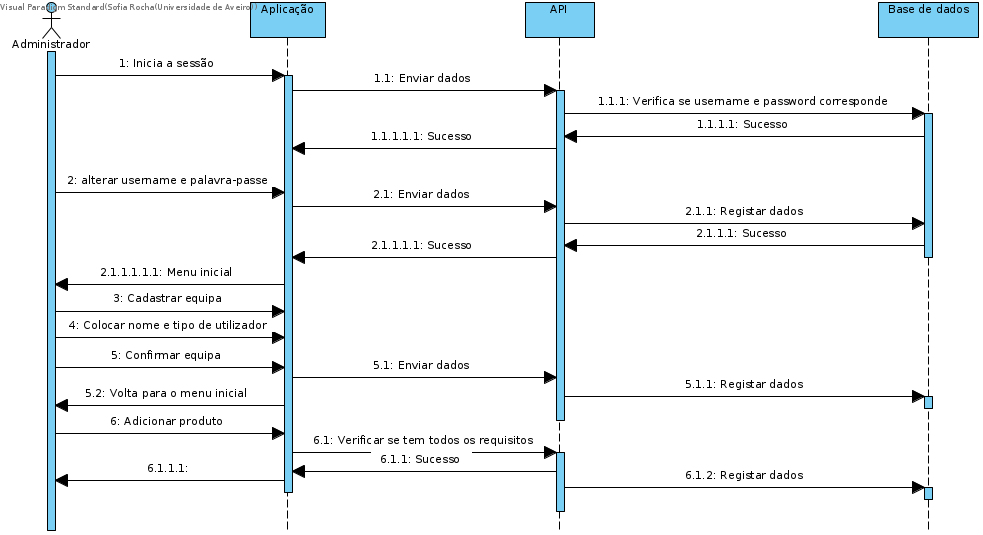 Visual Paradigm Standard(Sofia Rocha(Universidade de Aveiro))
Aplicação
API
Base de dados
Administrador
1: Inicia a sessão
1.1: Enviar dados
1.1.1: Verifica se username e password corresponde
1.1.1.1: Sucesso
1.1.1.1.1: Sucesso
2: alterar username e palavra-passe
2.1: Enviar dados
2.1.1: Registar dados
2.1.1.1: Sucesso
2.1.1.1.1: Sucesso
2.1.1.1.1.1: Menu inicial
3: Cadastrar equipa
4: Colocar nome e tipo de utilizador
5: Confirmar equipa
5.1: Enviar dados
5.1.1: Registar dados
5.2: Volta para o menu inicial
6: Adicionar produto
6.1: Verificar se tem todos os requisitos
6.1.1: Sucesso
6.1.1.1:
6.1.2: Registar dados